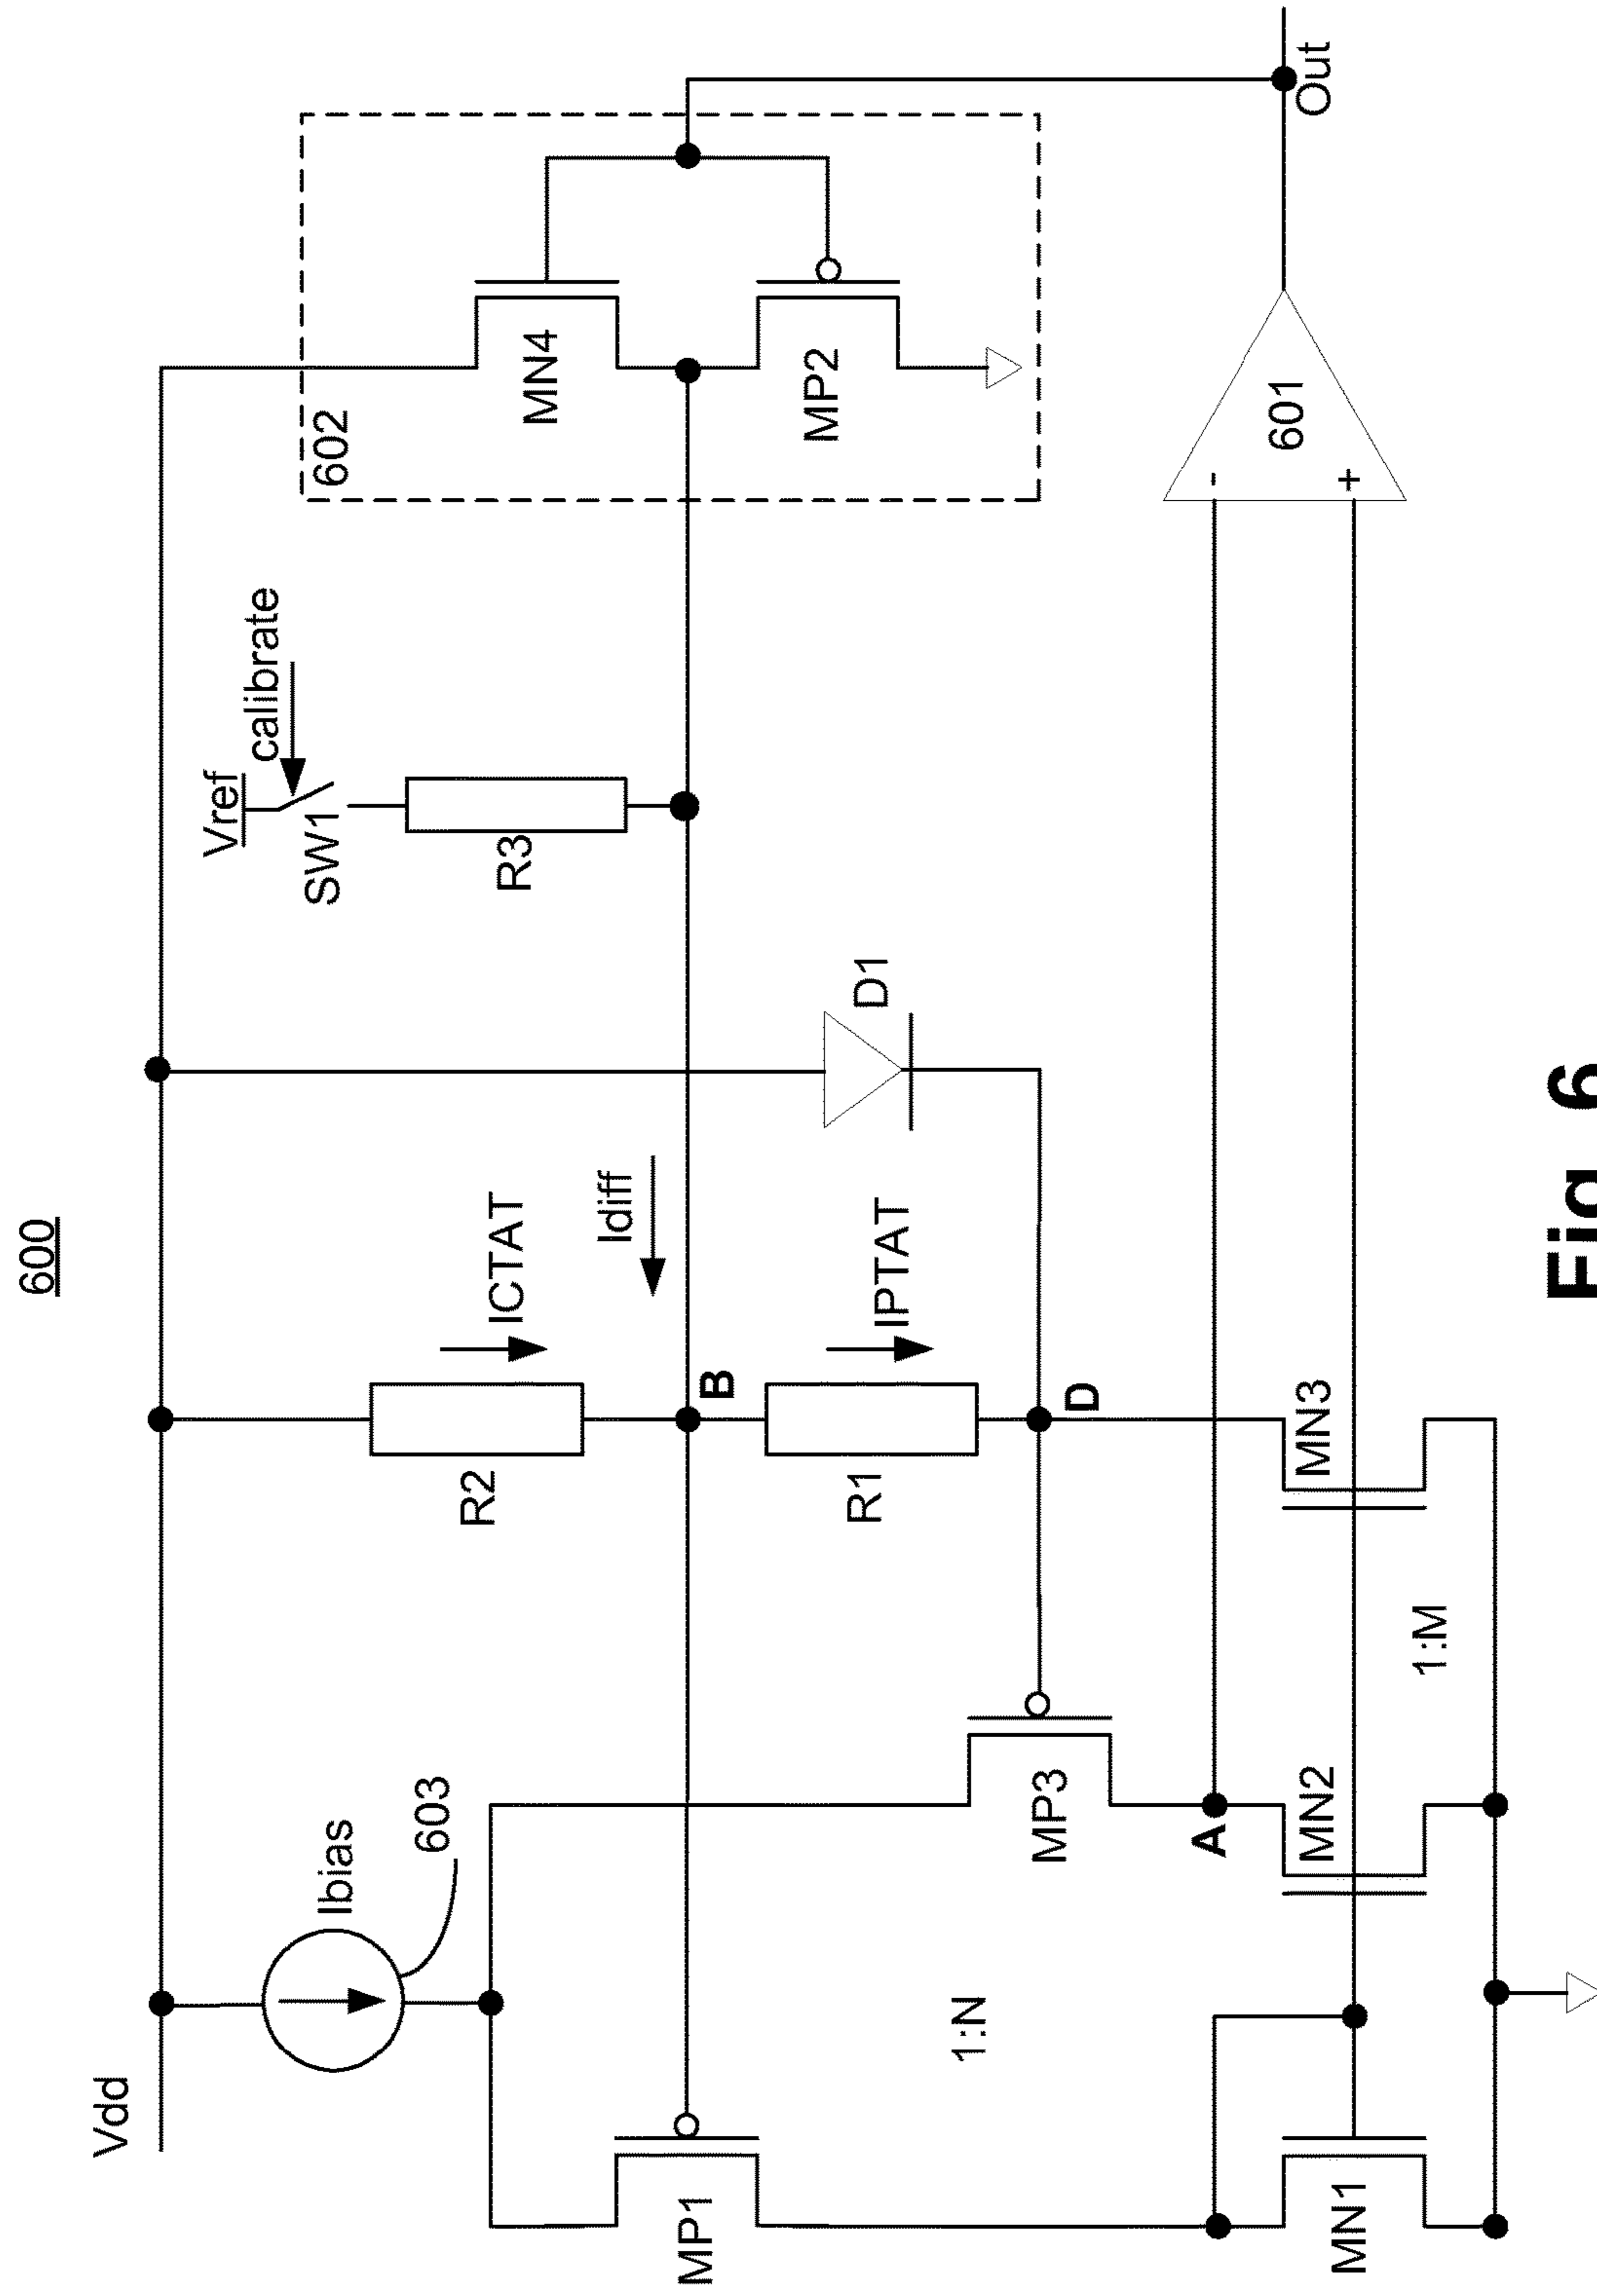 600
Vdd
Ibias
603
MP1
1:N
MP3
A
MN1
MN2
1:M
MN3
R2
ICTAT
Idiff
B
R1
IPTAT
D
D1
Vref
calibrate
SW1
R3
602
MN4
MP2
-
601
+
Out
Fig. 6